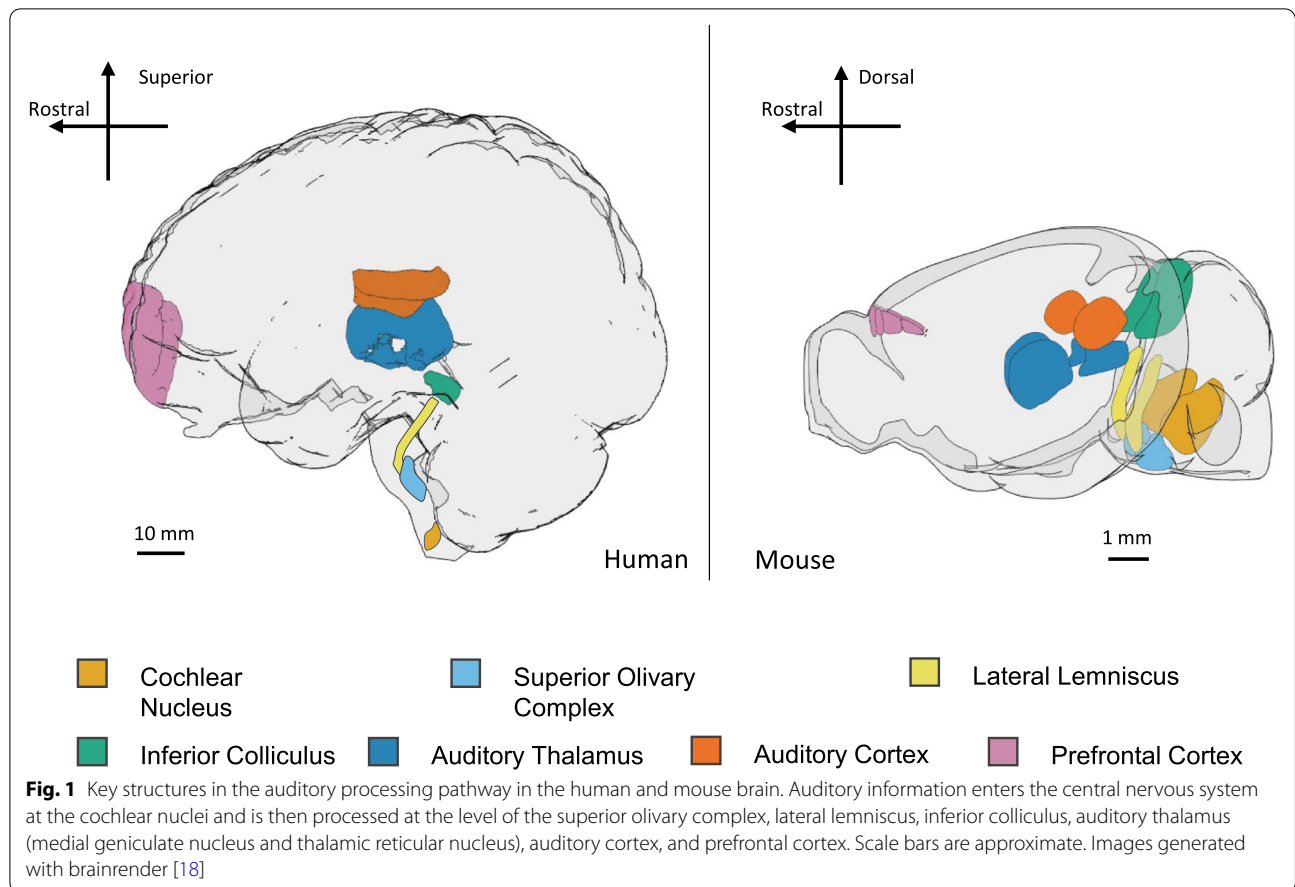 Superior
Rostral
10 mm
Human
Dorsal
Rostral
1 mm
Mouse
Cochlear
Nucleus
Superior Olivary
Complex
Lateral Lemniscus
Inferior Colliculus
Auditory Thalamus
Auditory Cortex
Prefrontal Cortex
Fig. 1 Key structures in the auditory processing pathway in the human and mouse brain. Auditory information enters the central nervous system
at the cochlear nuclei and is then processed at the level of the superior olivary complex, lateral lemniscus, inferior colliculus, auditory thalamus
(medial geniculate nucleus and thalamic reticular nucleus), auditory cortex, and prefrontal cortex. Scale bars are approximate. Images generated
with brainrender [18]